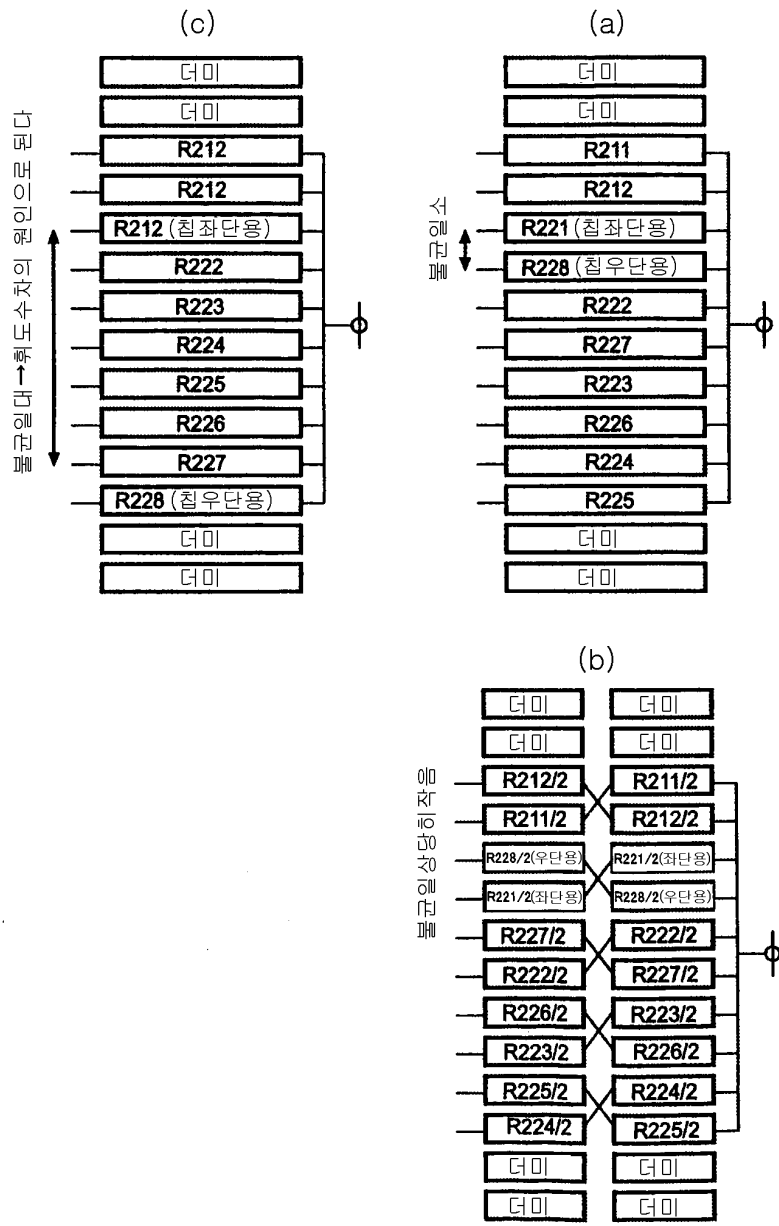 (c)
더미
더미
R212
R212
R212 (칩좌단용)
R222
R223
R224
R225
R226
R227
R228 (칩우단용)
더미
더미
불균일대→휘도수차의 원인으로 된다
(a)
더미
더미
R211
R212
R221 (칩좌단용)
R228 (칩우단용)
R222
R227
R223
R226
R224
R225
더미
더미
불균일소
(b)
더미 더미
더미 더미
R212/2 R211/2
R211/2 R212/2
R228/2(우단용) R221/2(좌단용)
R221/2(좌단용) R228/2(우단용)
R227/2 R222/2
R222/2 R227/2
R226/2 R223/2
R223/2 R226/2
R225/2 R224/2
R224/2 R225/2
더미 더미
더미 더미
불균일상당히작음